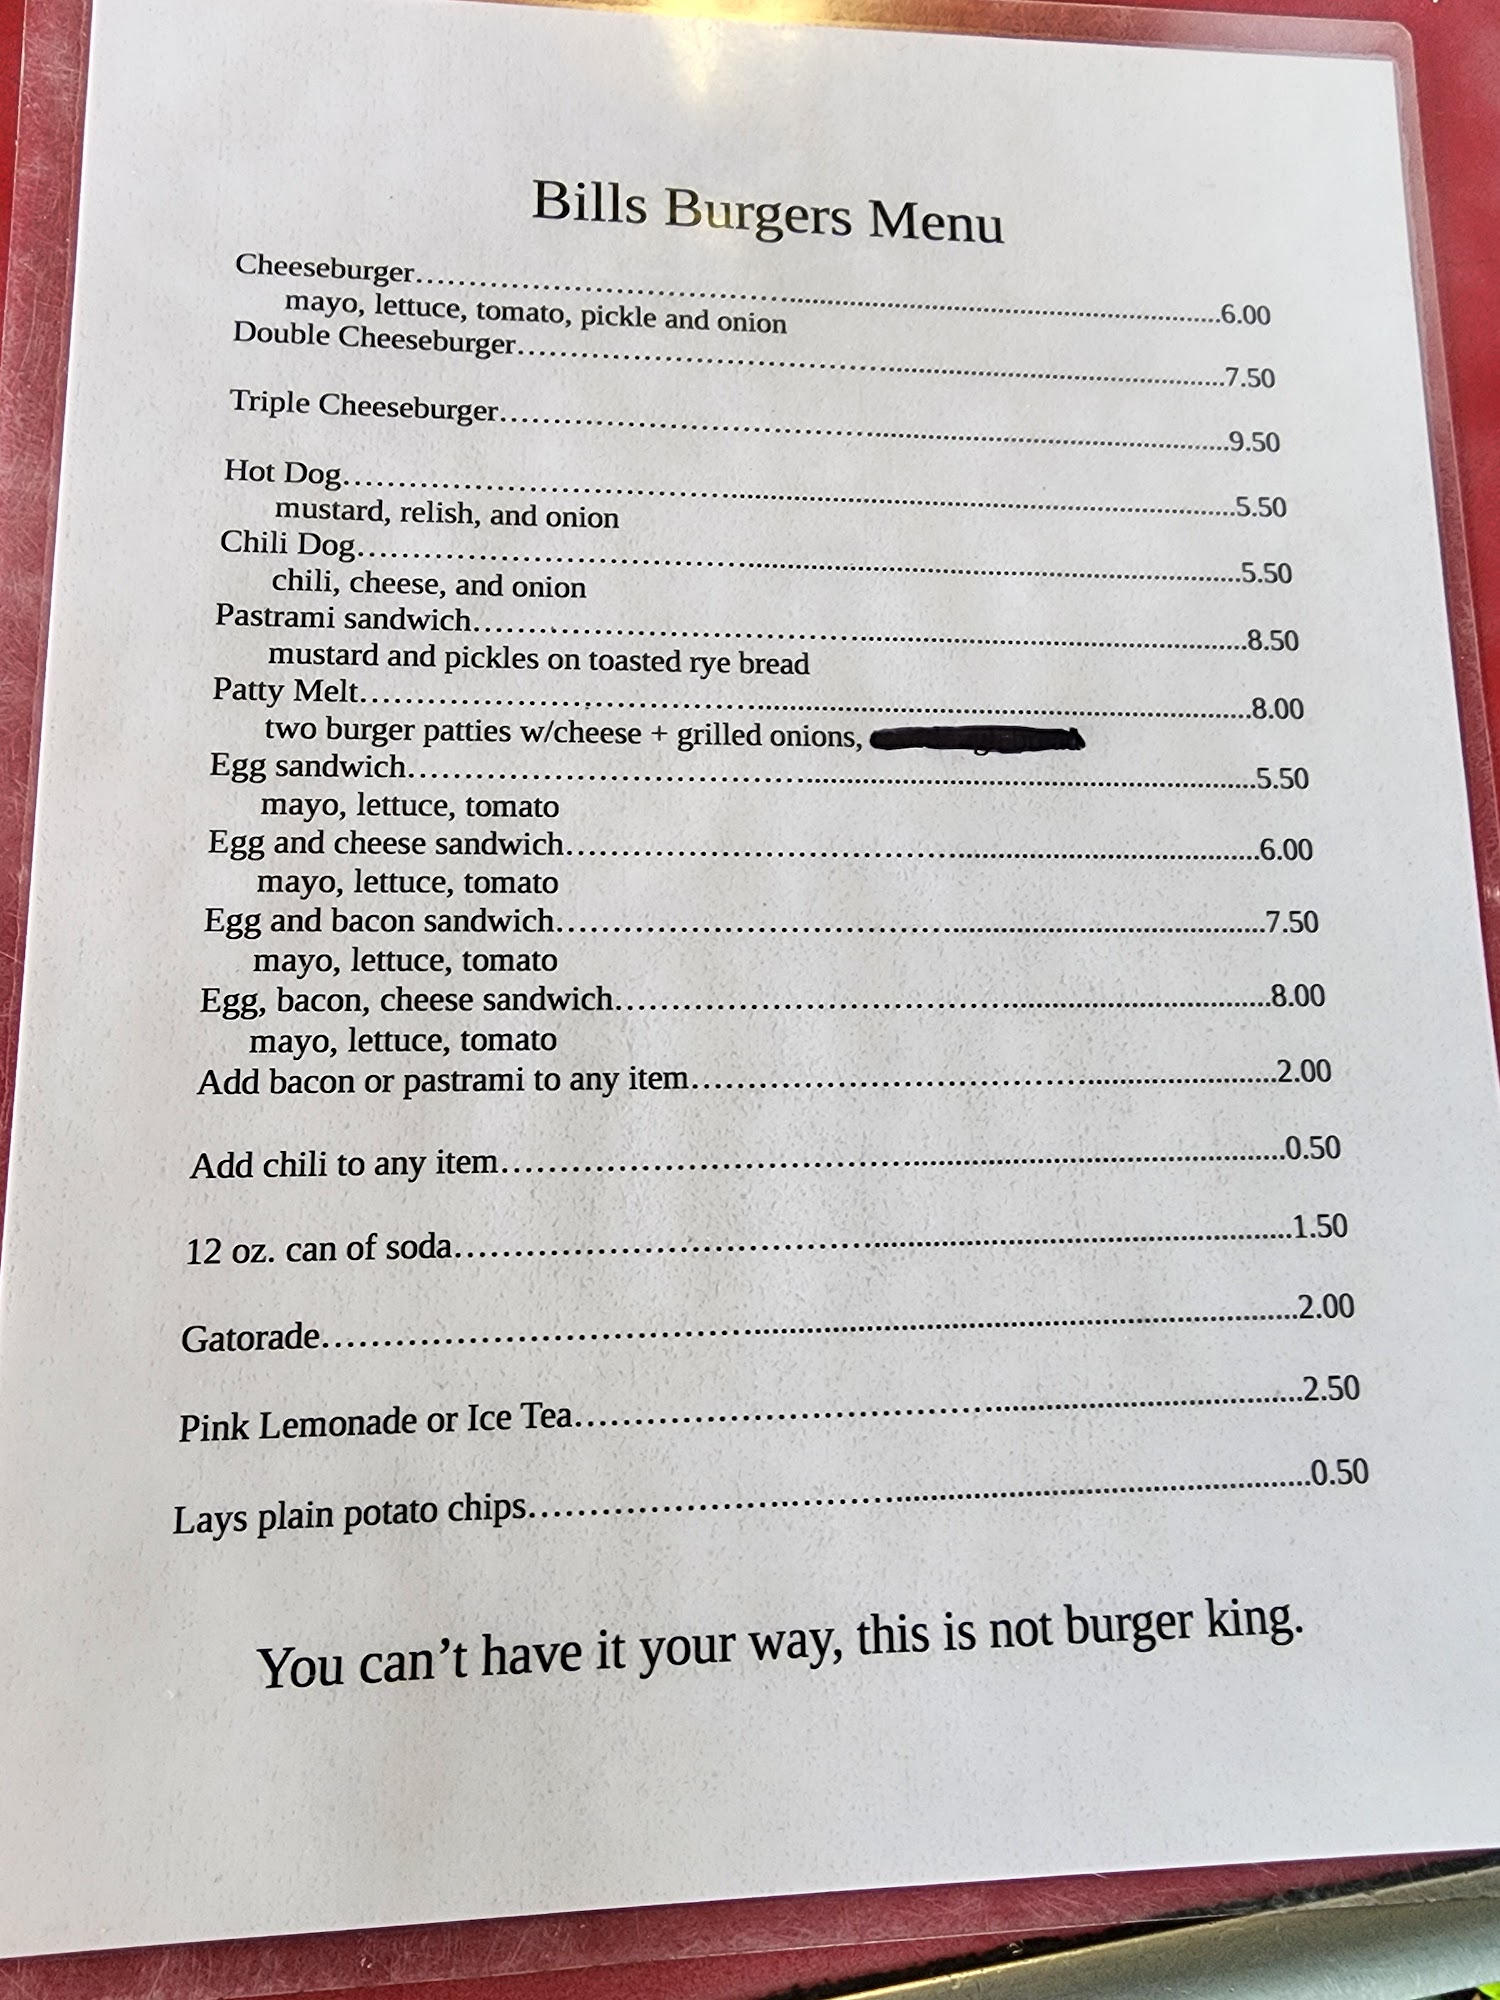 Bills Burgers Menu
Cheeseburger........................................................................6.00
mayo, lettuce, tomato, pickle and onion
Double Cheeseburger........................................................................7.50
Triple Cheeseburger........................................................................9.50
Hot Dog........................................................................5.50
mustard, relish, and onion
Chili Dog........................................................................5.50
chili, cheese, and onion
Pastrami sandwich........................................................................8.50
mustard and pickles on toasted rye bread
Patty Melt........................................................................8.00
two burger patties w/cheese + grilled onions,
Egg sandwich........................................................................5.50
mayo, lettuce, tomato
Egg and cheese sandwich........................................................................6.00
mayo, lettuce, tomato
Egg and bacon sandwich........................................................................7.50
mayo, lettuce, tomato
Egg, bacon, cheese sandwich........................................................................8.00
mayo, lettuce, tomato
Add bacon or pastrami to any item........................................................................2.00
Add chili to any item........................................................................0.50
12 oz. can of soda........................................................................1.50
Gatorade........................................................................2.00
Pink Lemonade or Ice Tea........................................................................2.50
Lays plain potato chips........................................................................0.50
You can’t have it your way, this is not burger king.